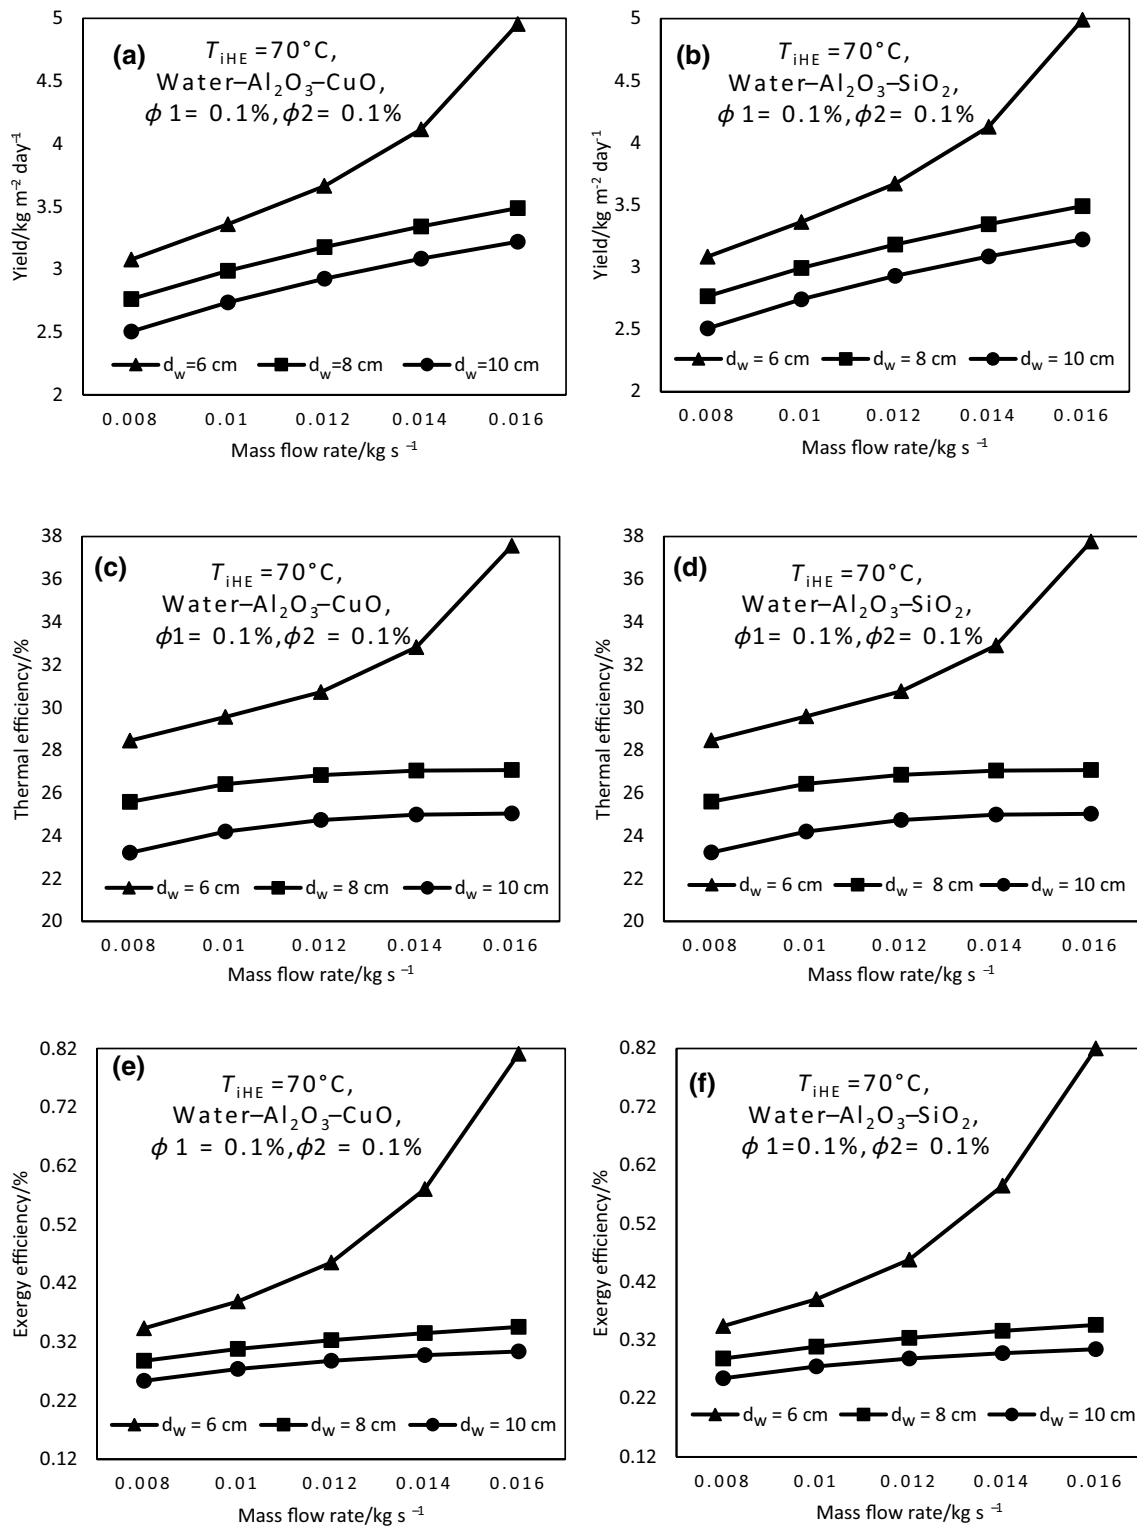 (a)
T_iHE =70°C,
Water–Al₂O₃–CuO,
ϕ 1= 0.1%,ϕ2= 0.1%
Yield/kg m⁻² day⁻¹
5
4.5
4
3.5
3
2.5
2
d_w=6 cm d_w=8 cm d_w=10 cm
0.008 0.01 0.012 0.014 0.016
Mass flow rate/kg s ⁻¹
(b)
T_iHE =70°C,
Water–Al₂O₃–SiO₂,
ϕ 1= 0.1%,ϕ2= 0.1%
Yield/kg m⁻² day⁻¹
5
4.5
4
3.5
3
2.5
2
d_w = 6 cm d_w = 8 cm d_w = 10 cm
0.008 0.01 0.012 0.014 0.016
Mass flow rate/kg s ⁻¹
(c)
T_iHE =70°C,
Water–Al₂O₃–CuO,
ϕ1= 0.1%,ϕ2 = 0.1%
Thermal efficiency/%
38
36
34
32
30
28
26
24
22
20
d_w = 6 cm d_w = 8 cm d_w = 10 cm
0.008 0.01 0.012 0.014 0.016
Mass flow rate/kg s ⁻¹
(d)
T_iHE =70°C,
Water–Al₂O₃–SiO₂,
ϕ1= 0.1%,ϕ2= 0.1%
Thermal efficiency/%
38
36
34
32
30
28
26
24
22
20
d_w = 6 cm d_w = 8 cm d_w = 10 cm
0.008 0.01 0.012 0.014 0.016
Mass flow rate/kg s ⁻¹
(e)
T_iHE =70°C,
Water–Al₂O₃–CuO,
ϕ 1 = 0.1%,ϕ2 = 0.1%
Exergy efficiency/%
0.82
0.72
0.62
0.52
0.42
0.32
0.22
0.12
d_w = 6 cm d_w = 8 cm d_w = 10 cm
0.008 0.01 0.012 0.014 0.016
Mass flow rate/kg s ⁻¹
(f)
T_iHE =70°C,
Water–Al₂O₃–SiO₂,
ϕ 1=0.1%,ϕ2= 0.1%
Exergy efficiency/%
0.82
0.72
0.62
0.52
0.42
0.32
0.22
0.12
d_w = 6 cm d_w = 8 cm d_w = 10 cm
0.008 0.01 0.012 0.014 0.016
Mass flow rate/kg s ⁻¹